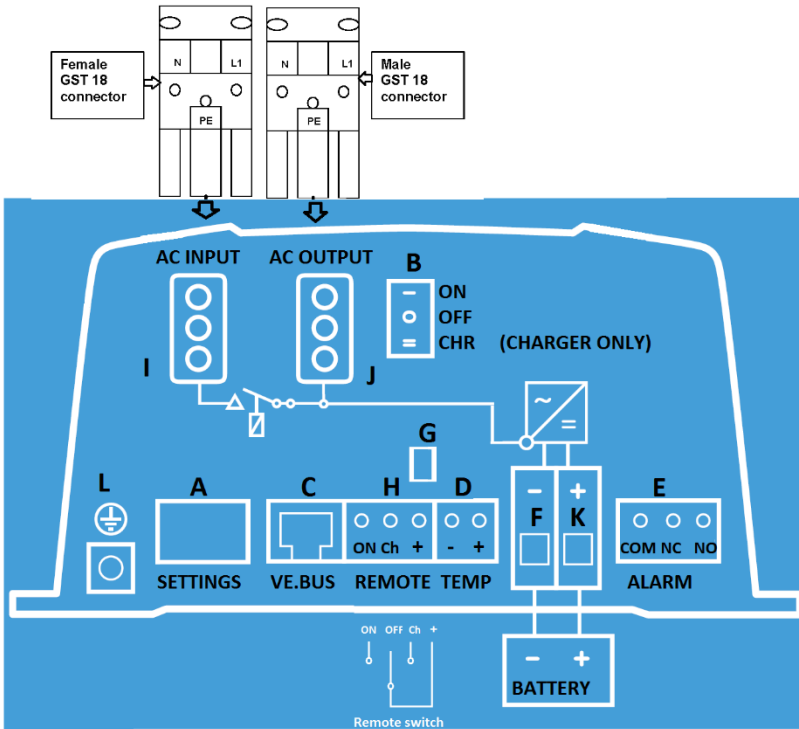 Female
GST 18
connector
N L1
PE
N L1
PE
Male
GST 18
connector
AC INPUT AC OUTPUT B
ON
OFF
CHR (CHARGER ONLY)
I J
G
L A C H D - + E
F K
ON Ch + - + COM NC NO
SETTINGS VE.BUS REMOTE TEMP ALARM
ON OFF Ch +
- +
BATTERY
Remote switch